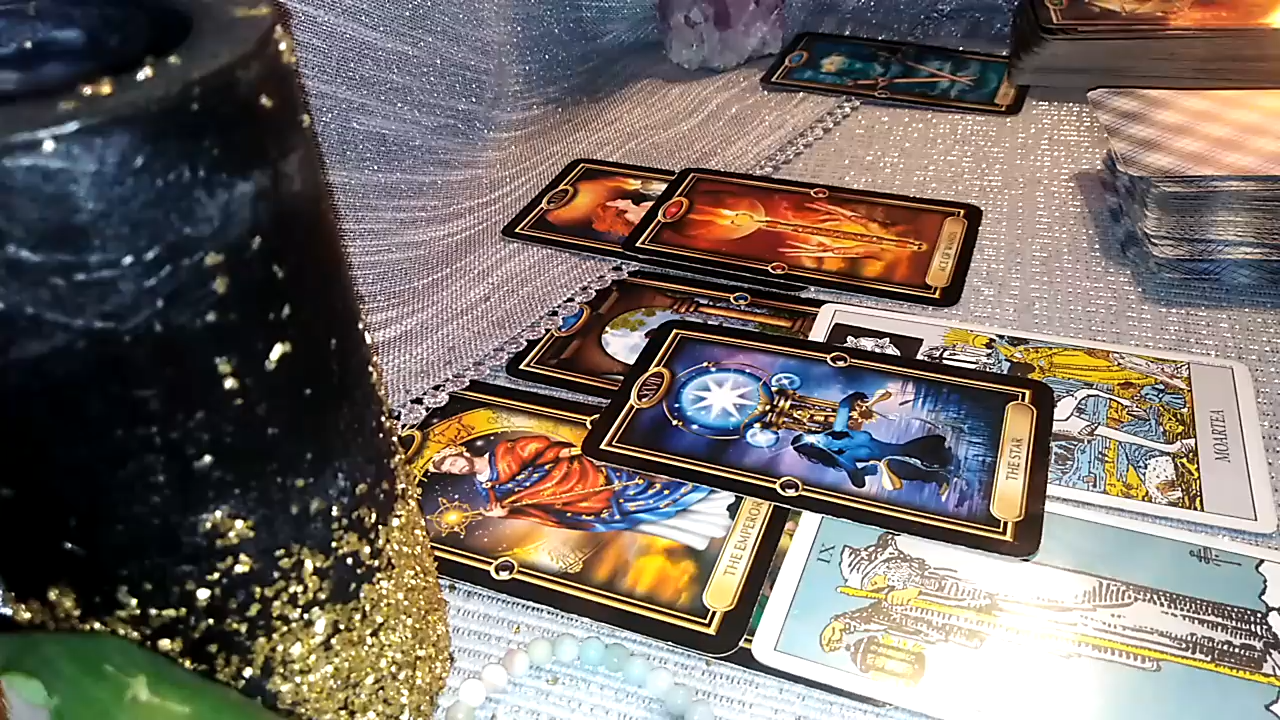 ACE OF WANDS
XVII
THE STAR
THE EMPEROR
MOARTEA
IX